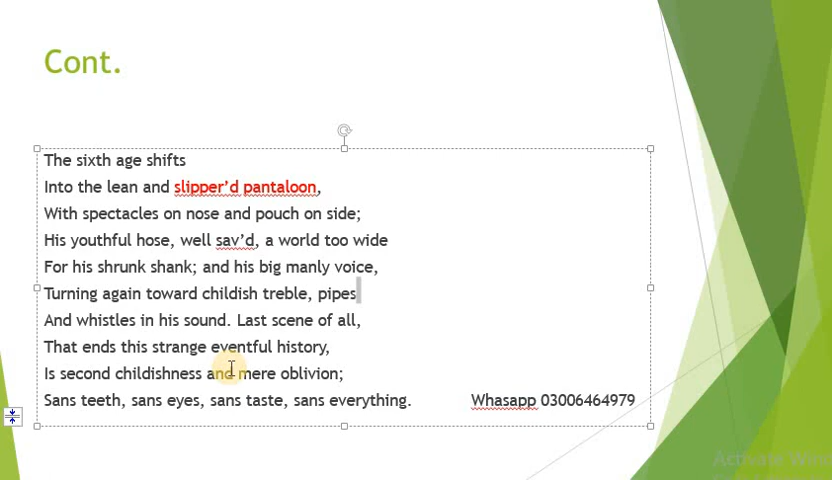 Cont.
The sixth age shifts
Into the lean and slipper’d pantaloon,
With spectacles on nose and pouch on side;
His youthful hose, well sav’d, a world too wide
For his shrunk shank; and his big manly voice,
Turning again toward childish treble, pipes
And whistles in his sound. Last scene of all,
That ends this strange eventful history,
Is second childishness and mere oblivion;
Sans teeth, sans eyes, sans taste, sans everything. Whasapp 03006464979
Activate Win